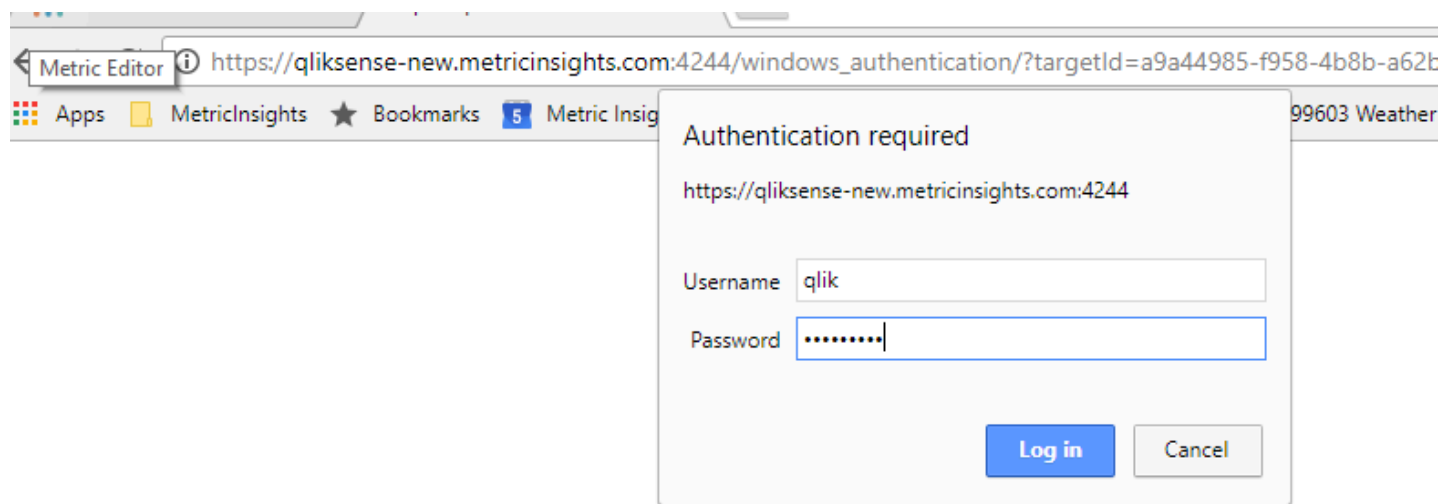 Metric Editor
https://qliksense-new.metricinsights.com:4244/windows_authentication/?targetId=a9a44985-f958-4b8b-a62b
Apps MetricInsights Bookmarks 5 Metric Insig 99603 Weather
Authentication required
https://qliksense-new.metricinsights.com:4244
Username qlik
Password •••••••••
Log in Cancel